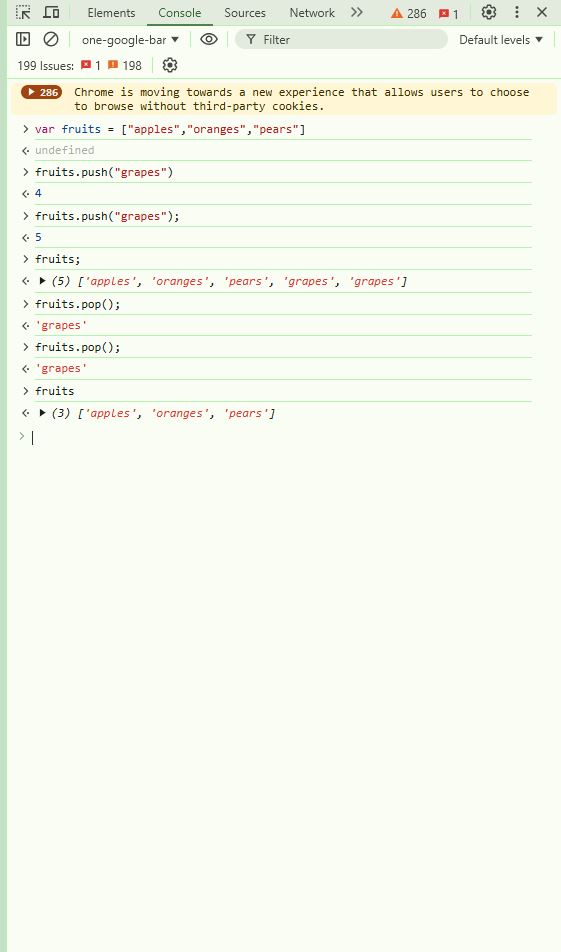 Elements Console Sources Network
286 1
one-google-bar Filter Default levels
199 Issues: 1 198
286 Chrome is moving towards a new experience that allows users to choose
to browse without third-party cookies.
var fruits = ["apples","oranges","pears"]
undefined
fruits.push("grapes")
4
fruits.push("grapes");
5
fruits;
(5) ['apples', 'oranges', 'pears', 'grapes', 'grapes']
fruits.pop();
'grapes'
fruits.pop();
'grapes'
fruits
(3) ['apples', 'oranges', 'pears']